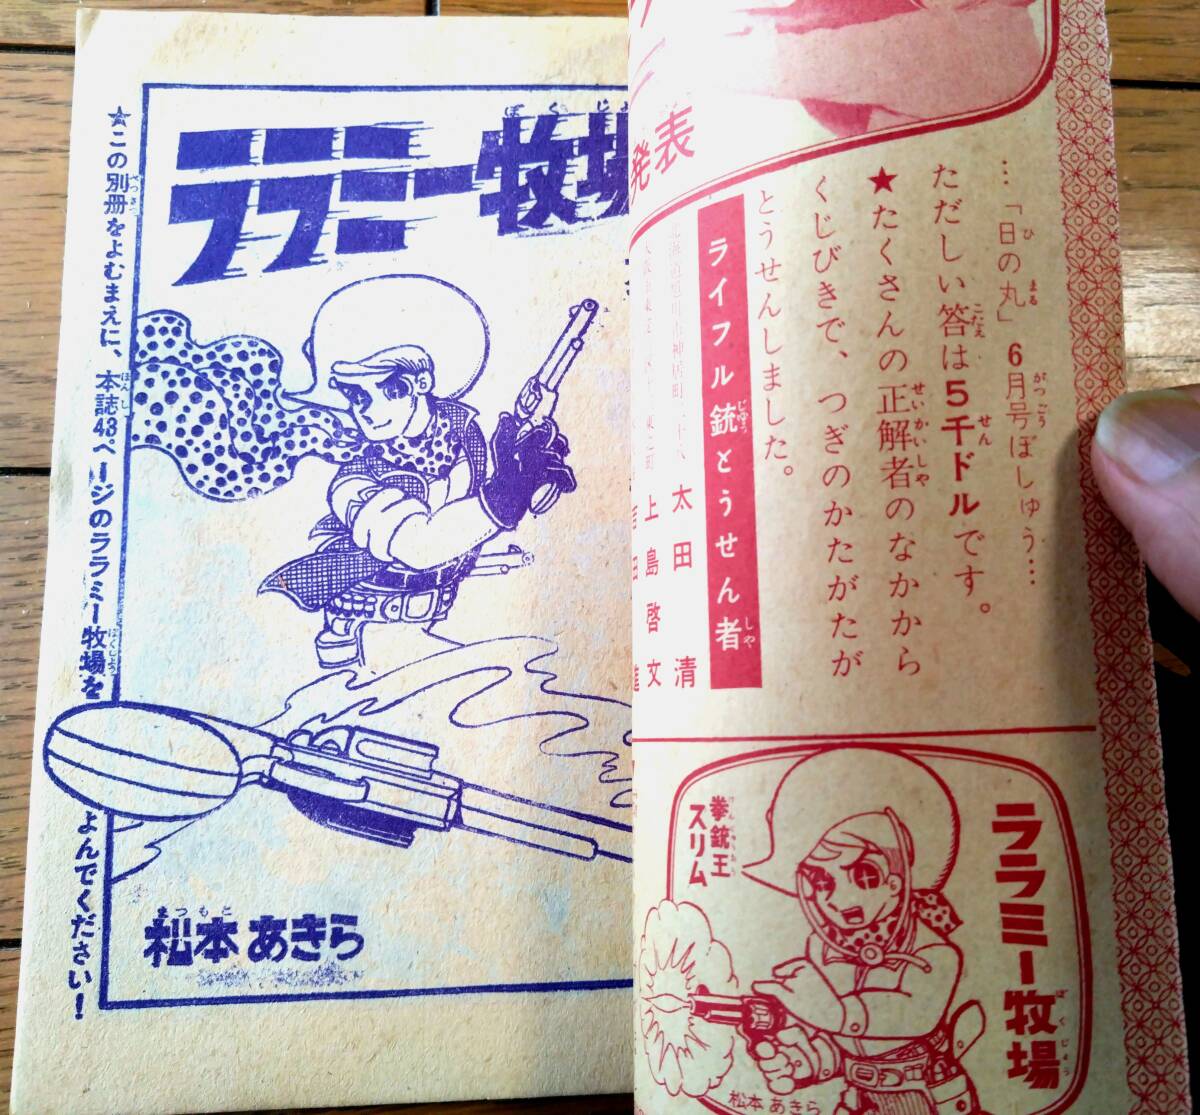 発表
…「日の丸」6月号ぼしゅう…
ただしい答は5千ドルです。
★たくさんの正解者のなかから
くじびきで、つぎのかたがたが
とうせんしました。
ライフル銃とうせん者
太田 清
上島啓文
ラミー牧場
拳銃王
スリム
松本あきら
ララミー牧場
★この別冊をよむまえに、本誌43ページのララミー牧場を
よんでください!
松本あきら